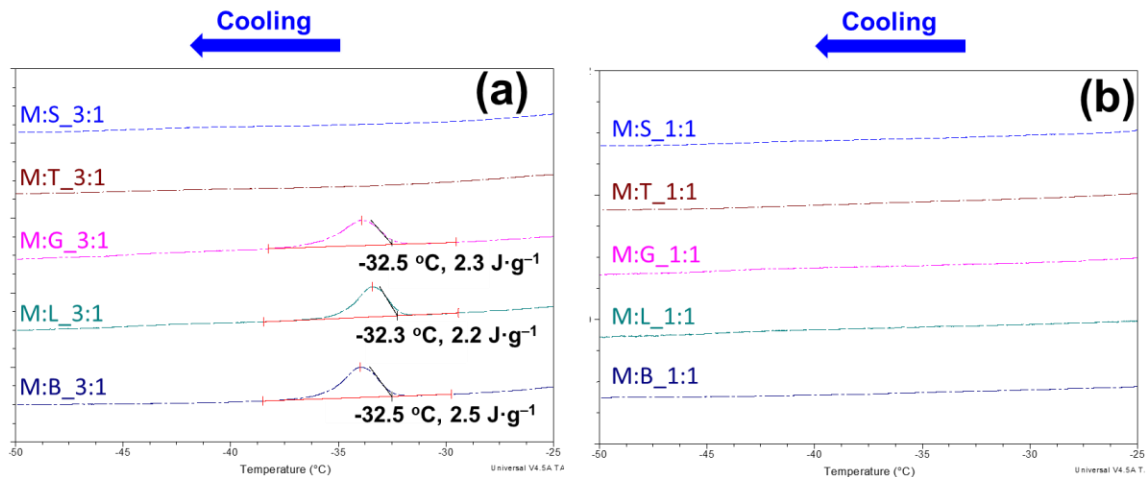 Cooling
(a)
M:S_3:1
M:T_3:1
M:G_3:1
-32.5 °C, 2.3 J·g⁻¹
M:L_3:1
-32.3 °C, 2.2 J·g⁻¹
M:B_3:1
-32.5 °C, 2.5 J·g⁻¹
-50 -45 -40 -35 -30 -25
Temperature (°C)
Universal V4.5A TA
Cooling
(b)
M:S_1:1
M:T_1:1
M:G_1:1
M:L_1:1
M:B_1:1
-50 -45 -40 -35 -30 -25
Temperature (°C)
Universal V4.5A T